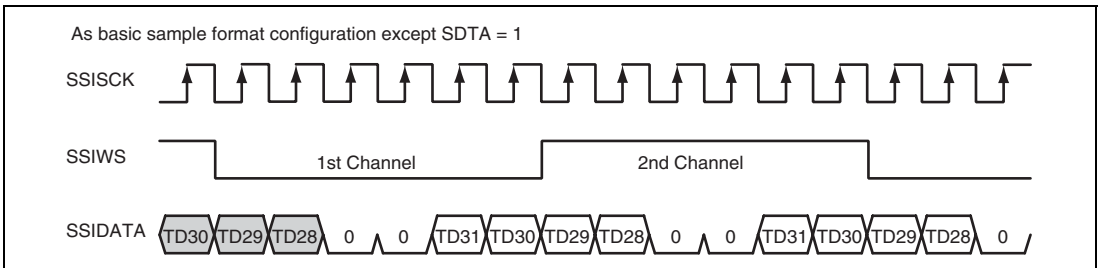 As basic sample format configuration except SDTA = 1
SSISCK
SSIWS 1st Channel 2nd Channel
SSIDATA TD30 TD29 TD28 0 0 TD31 TD30 TD29 TD28 0 0 TD31 TD30 TD29 TD28 0